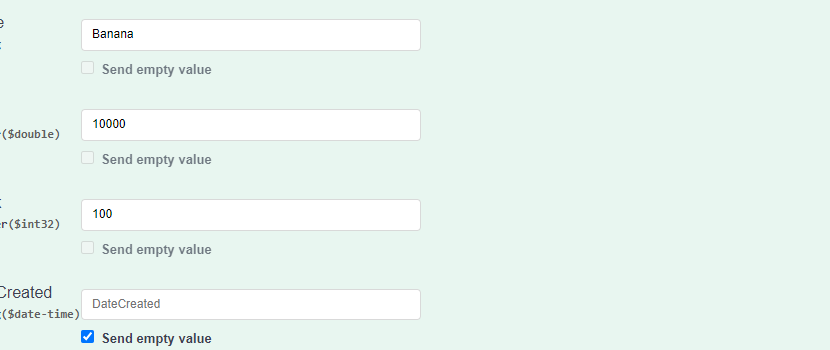 e
Banana
Send empty value
10000
($double)
Send empty value
100
er($int32)
Send empty value
Created
DateCreated
($date-time)
Send empty value